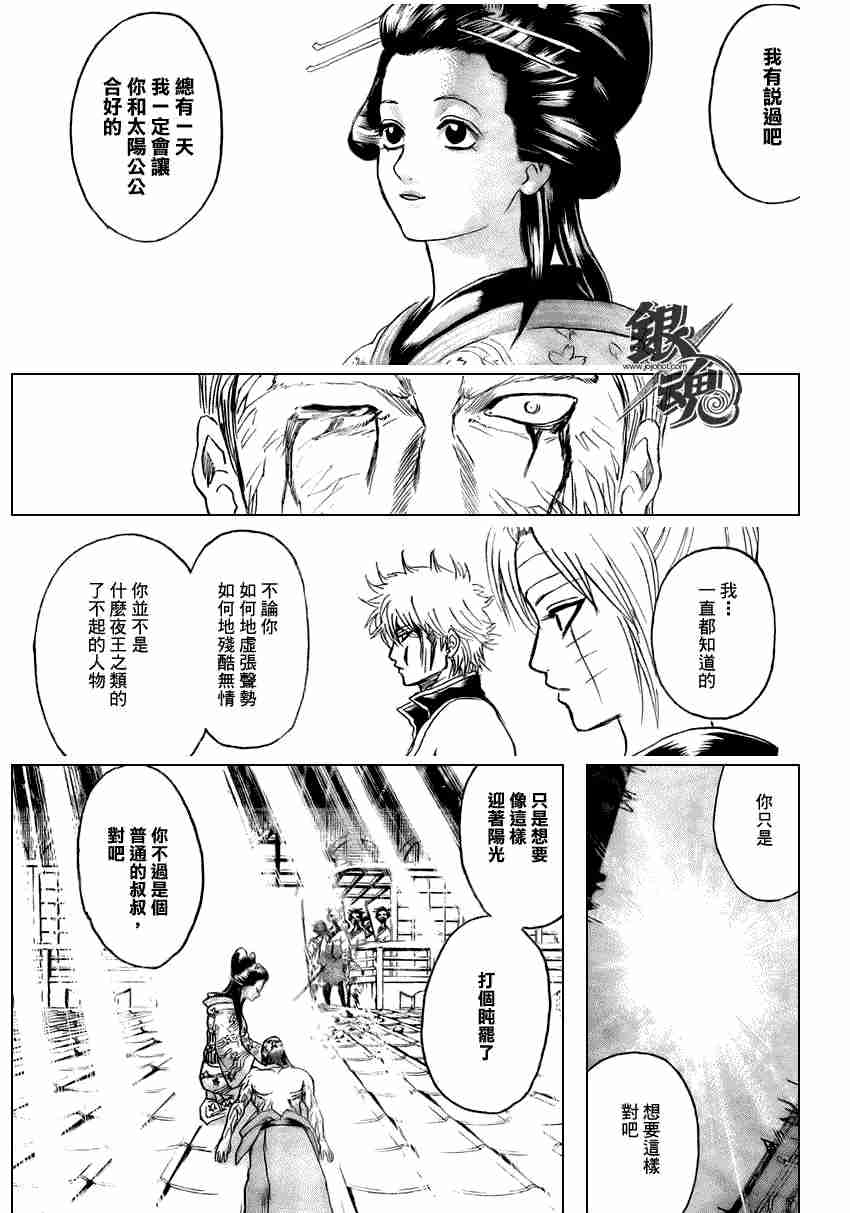 我有説過吧
總有一天
我一定會讓
你和太陽公公
合好的
銀魂
www.jojohot.com
我…
一直都知道的
不論你
如何地虛張聲勢
如何地殘酷無情
你並不是
什麼夜王之類的
了不起的人物
你只是
想要這樣
對吧
只是想要
像這樣
迎著陽光
打個盹罷了
你不過是個
普通的叔叔，
對吧